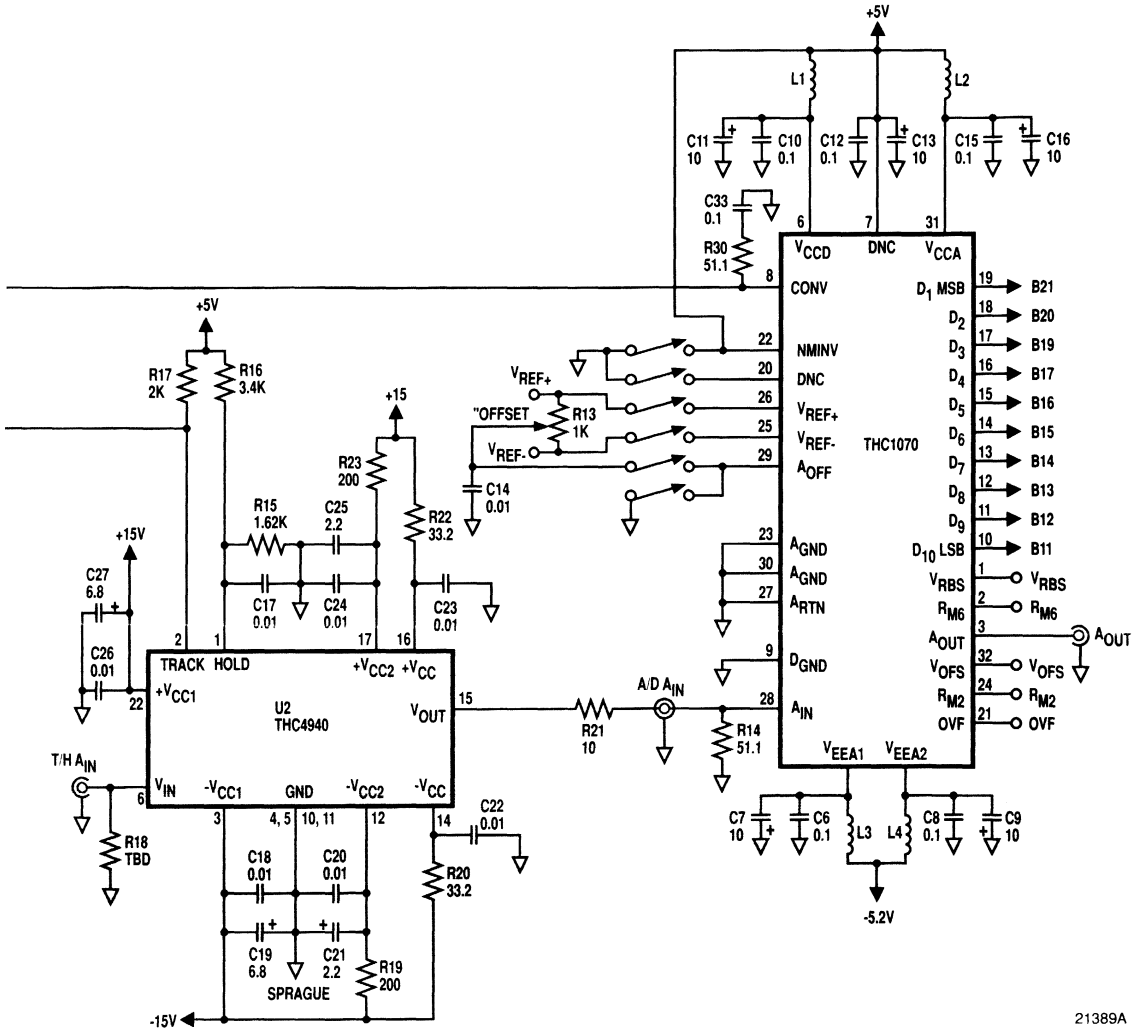 +5V
L1
L2
C11
10
+
C10
0.1
C12
0.1
+
C13
10
C15
0.1
+
C16
10
C33
0.1
R30
51.1
6
7
31
VCCD
DNC
VCCA
8
CONV
D1 MSB
19
B21
D2
18
B20
22
NMINV
D3
17
B19
20
DNC
D4
16
B17
26
VREF+
D5
15
B16
25
VREF-
D6
14
B15
29
AOFF
D7
13
B14
THC1070
D8
12
B13
D9
11
B12
23
AGND
D10 LSB
10
B11
30
AGND
VRBS
1
VRBS
27
ARTN
RM6
2
RM6
AOUT
3
AOUT
9
DGND
VOFS
32
VOFS
28
AIN
RM2
24
RM2
OVF
21
OVF
VEEA1
VEEA2
C7
10
+
C6
0.1
L3
L4
C8
0.1
+
C9
10
-5.2V
VREF+
"OFFSET
R13
1K
VREF-
C14
0.01
+5V
R17
2K
R16
3.4K
+15
R23
200
R22
33.2
R15
1.62K
C25
2.2
C17
0.01
C24
0.01
C23
0.01
+15V
C27
6.8
+
C26
0.01
2
1
17
16
TRACK
HOLD
+VCC2
+VCC
22
+VCC1
U2
THC4940
VOUT
15
R21
10
A/D AIN
R14
51.1
T/H AIN
6
VIN
-VCC1
GND
-VCC2
-VCC
3
4, 5
10, 11
12
14
R18
TBD
C22
0.01
C18
0.01
C20
0.01
R20
33.2
+
C19
6.8
+
C21
2.2
R19
200
SPRAGUE
-15V
21389A